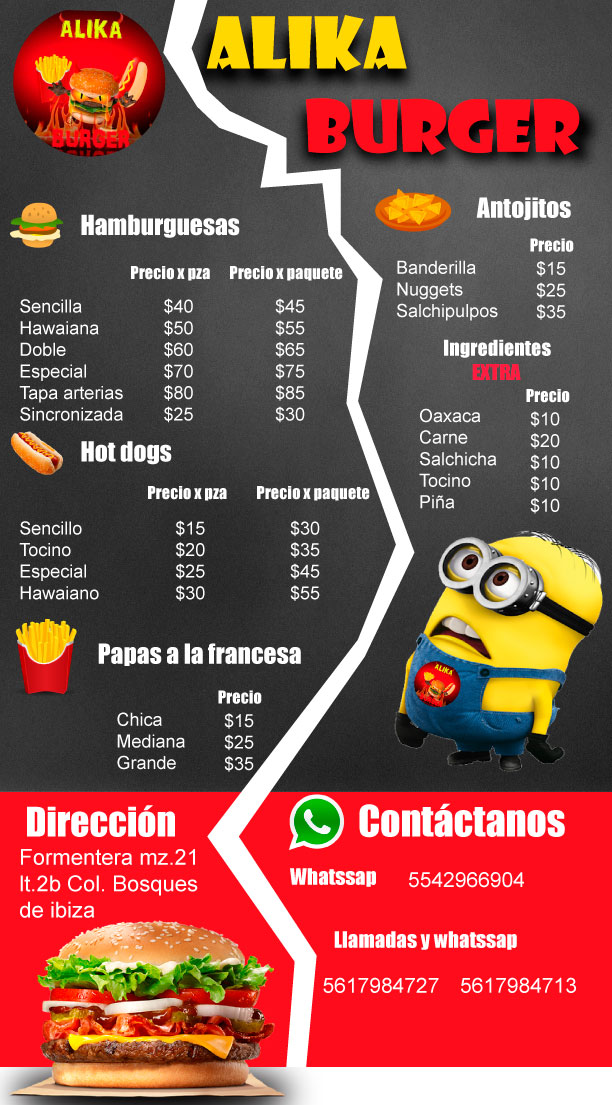 ALIKA
BURGER
ALIKA
BURGER
Hamburguesas
Precio x pza Precio x paquete
Sencilla $40 $45
Hawaiana $50 $55
Doble $60 $65
Especial $70 $75
Tapa arterias $80 $85
Sincronizada $25 $30
Hot dogs
Precio x pza Precio x paquete
Sencillo $15 $30
Tocino $20 $35
Especial $25 $45
Hawaiano $30 $55
Papas a la francesa
Precio
Chica $15
Mediana $25
Grande $35
Antojitos
Precio
Banderilla $15
Nuggets $25
Salchipulpos $35
Ingredientes
EXTRA
Precio
Oaxaca $10
Carne $20
Salchicha $10
Tocino $10
Piña $10
ALIKA
Dirección
Formentera mz.21
lt.2b Col. Bosques
de ibiza
Contáctanos
Whatssap 5542966904
Llamadas y whatssap
5617984727 5617984713